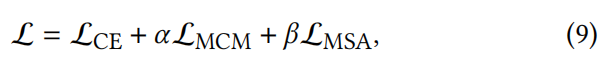 ℒ = ℒ_CE + αℒ_MCM + βℒ_MSA, (9)